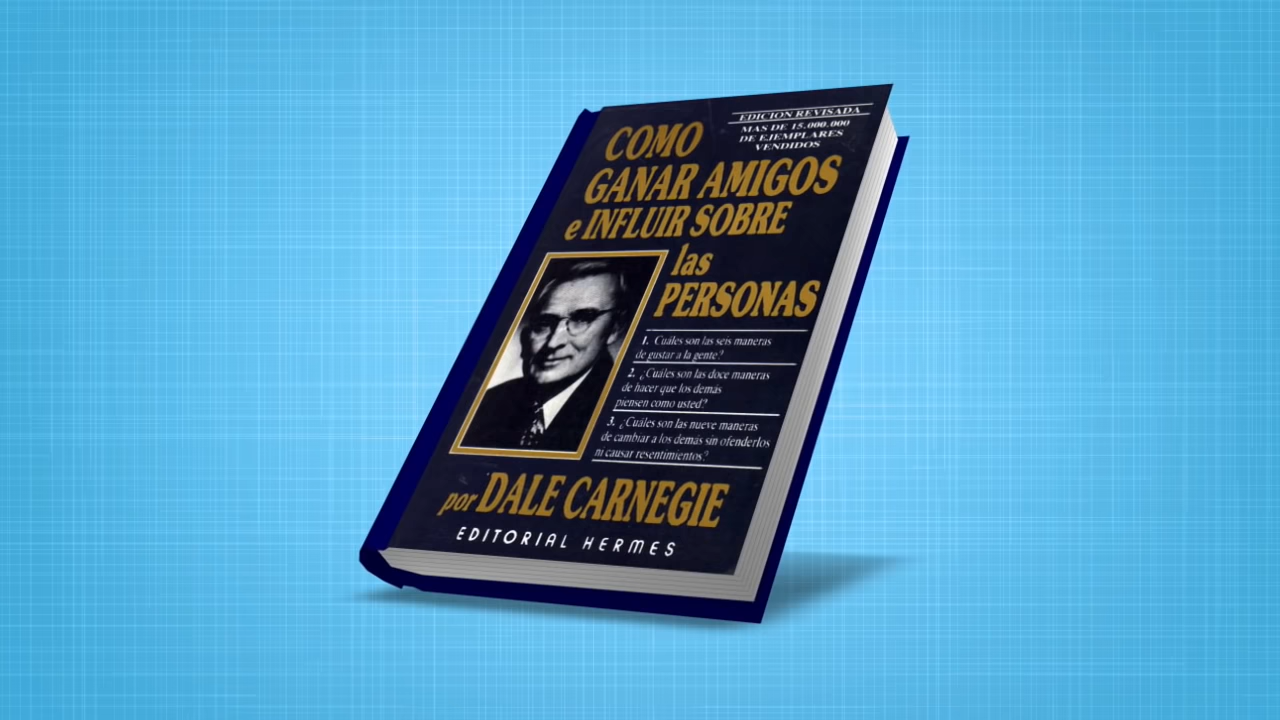 EDICION REVISADA
MAS DE 15.000.000
DE EJEMPLARES
VENDIDOS
COMO
GANAR AMIGOS
e INFLUIR SOBRE
las
PERSONAS
1. Cuáles son las seis maneras
de gustar a la gente?
2. ¿Cuáles son las doce maneras
de hacer que los demás
piensen como usted?
3. ¿Cuáles son las nueve maneras
de cambiar a los demás sin ofenderlos
ni causar resentimientos?
por DALE CARNEGIE
EDITORIAL HERMES